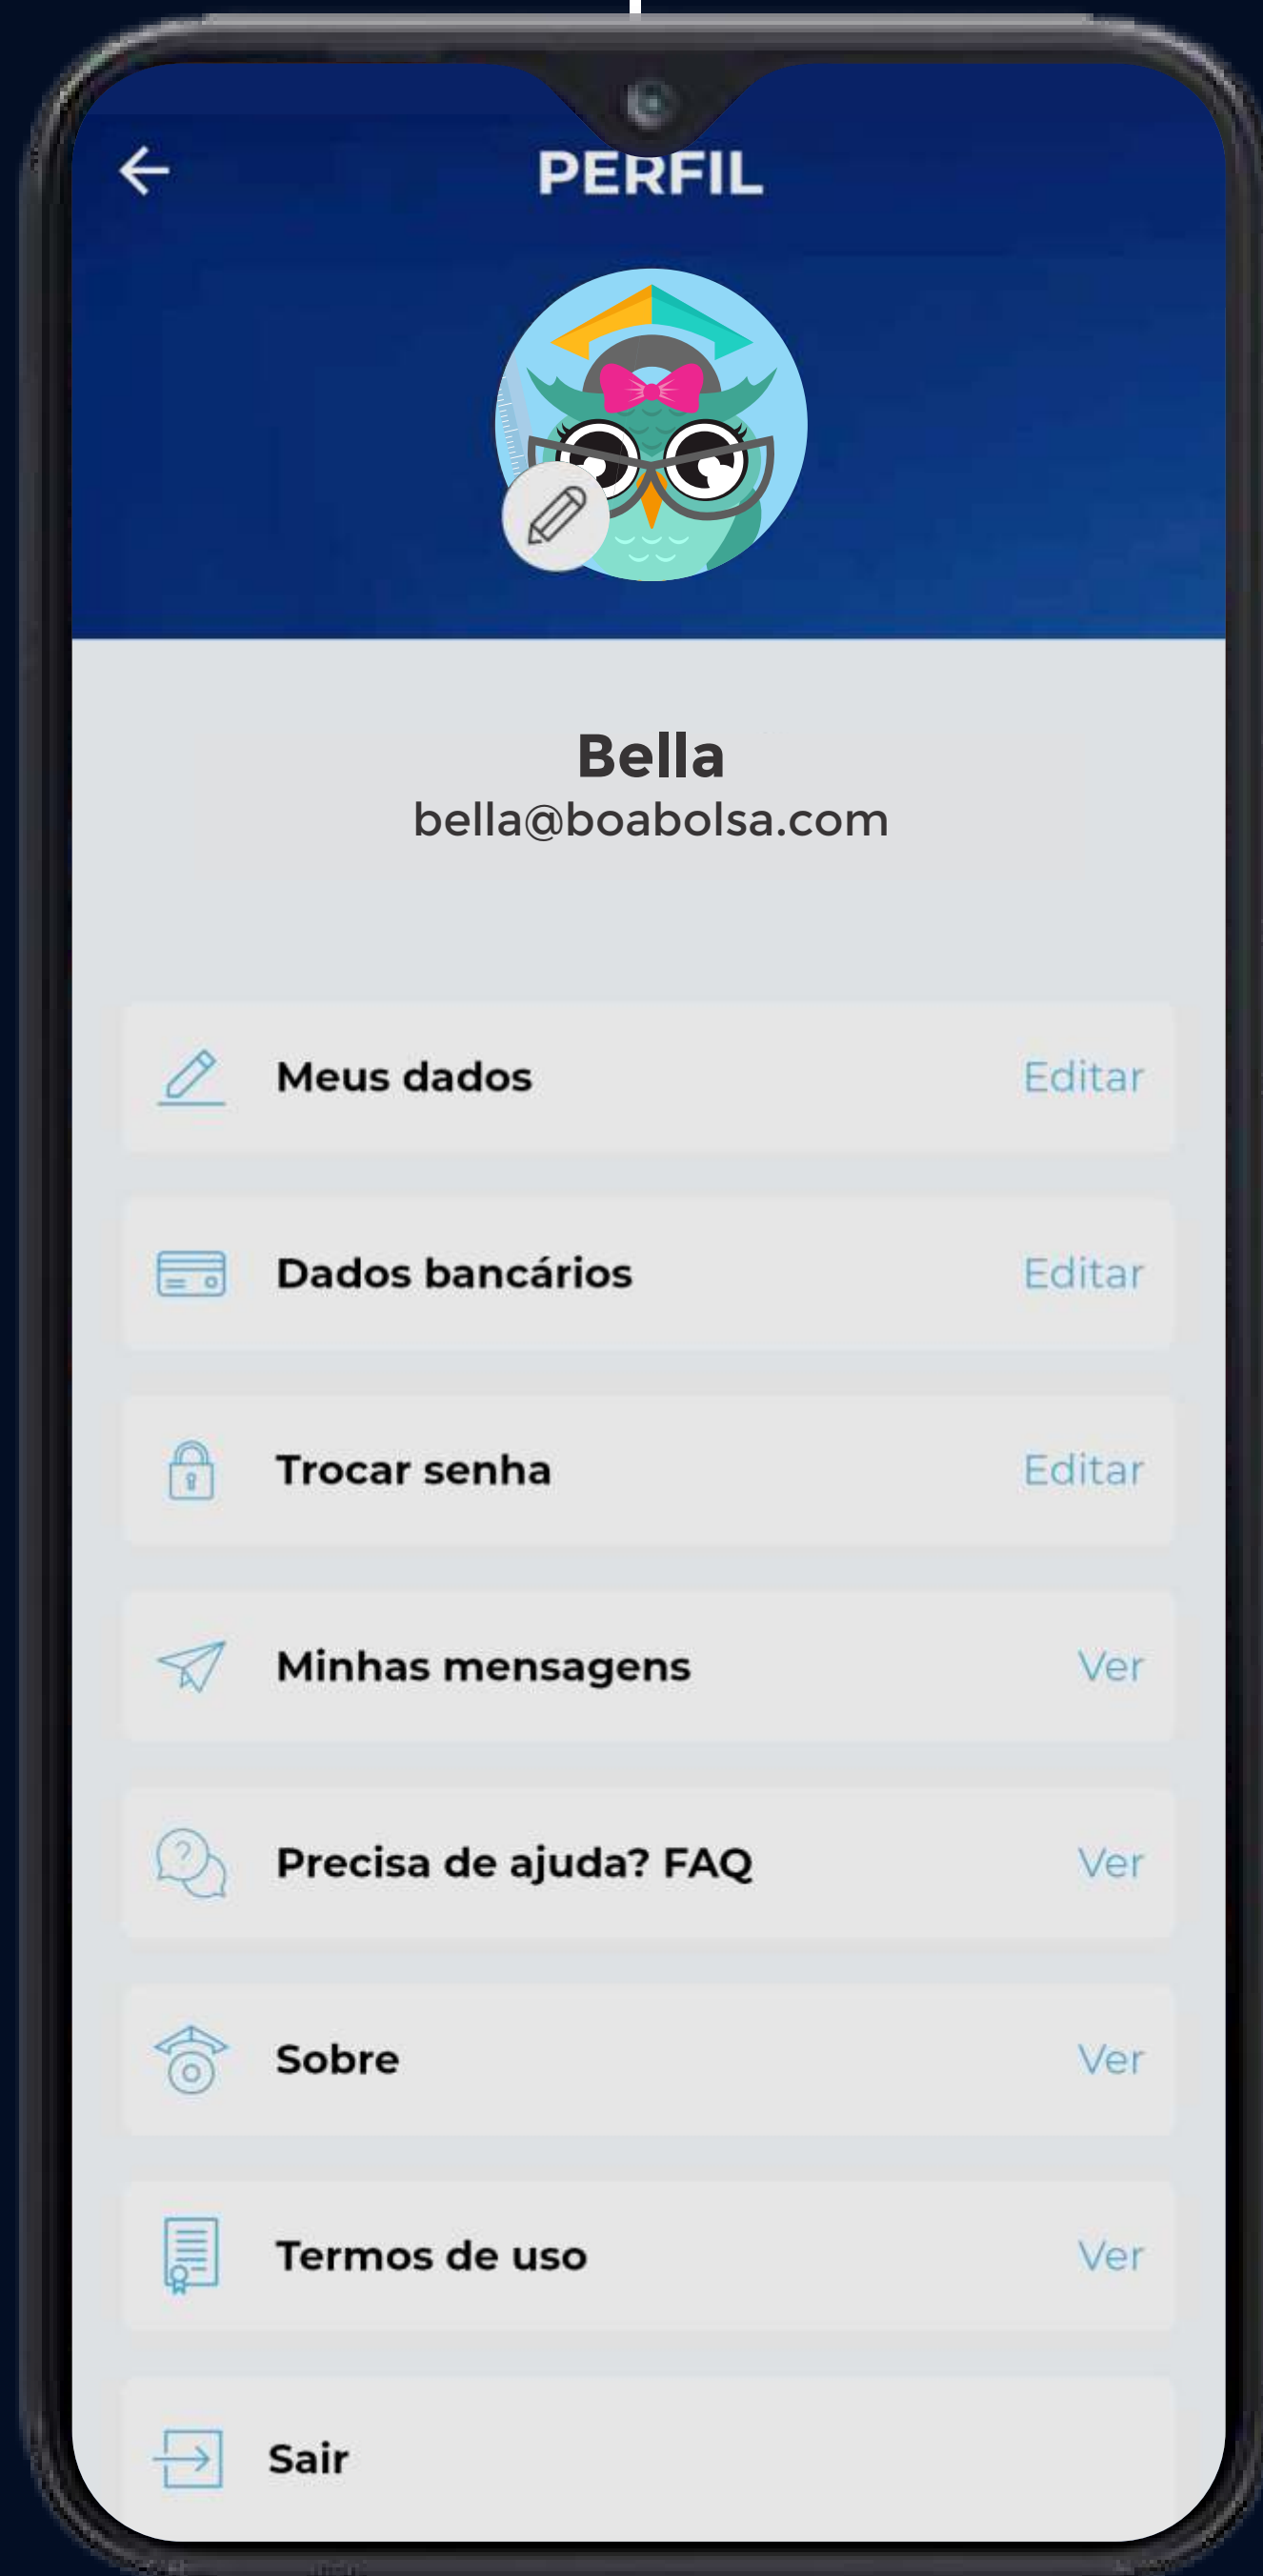 PERFIL
Bella
bella@boabolsa.com
Meus dados Editar
Dados bancários Editar
Trocar senha Editar
Minhas mensagens Ver
Precisa de ajuda? FAQ Ver
Sobre Ver
Termos de uso Ver
Sair